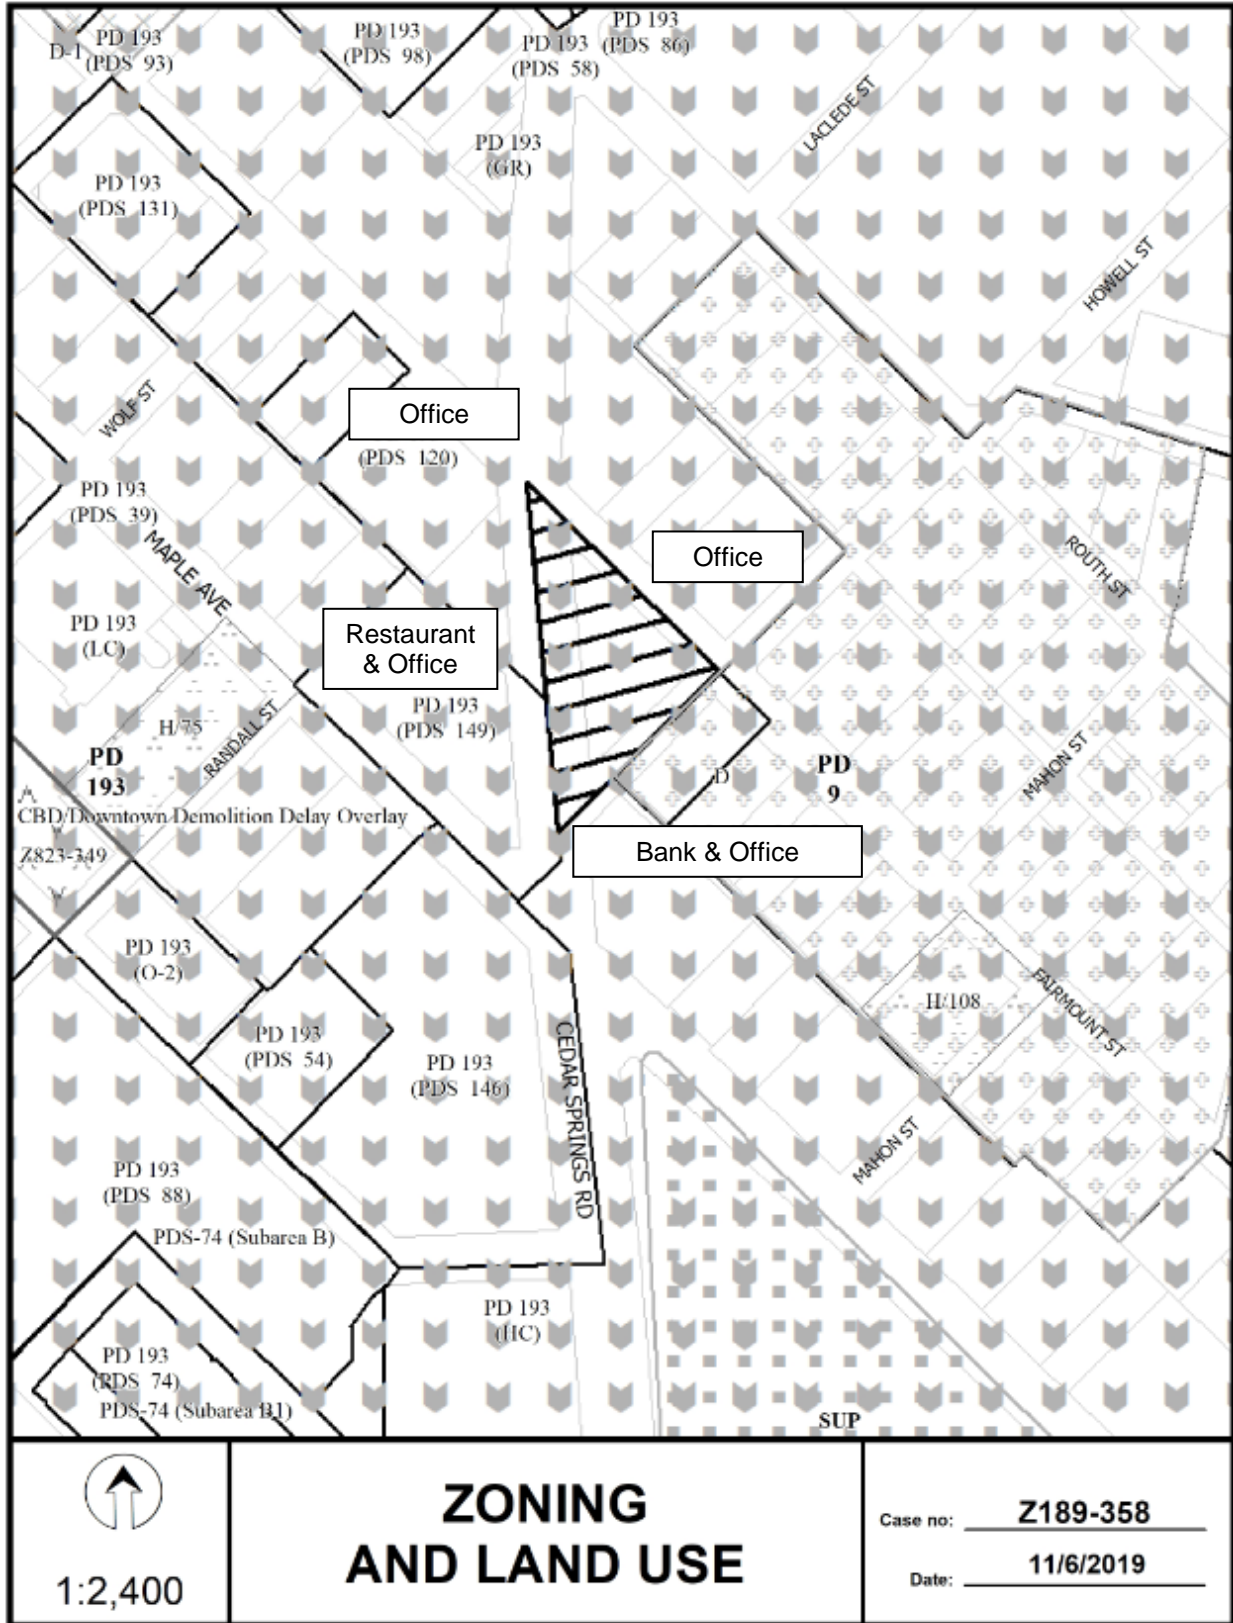 PD 193
(PDS 93)
D-1
PD 193
(PDS 98)
PD 193
(PDS 58)
PD 193
(PDS 86)
LACLEDE ST
PD 193
(GR)
PD 193
(PDS 131)
HOWELL ST
WOLF ST
Office
(PDS 120)
PD 193
(PDS 39)
MAPLE AVE
Office
ROUTH ST
PD 193
(LC)
Restaurant
& Office
PD 193
(PDS 149)
H/75
RANDALL ST
PD
193
D
PD
9
MAHON ST
CBD/Downtown Demolition Delay Overlay
Z823-349
Bank & Office
PD 193
(O-2)
PD 193
(PDS 54)
PD 193
(PDS 146)
CEDAR SPRINGS RD
H/108
FAIRMOUNT ST
MAHON ST
PD 193
(PDS 88)
PDS-74 (Subarea B)
PD 193
(HC)
PD 193
(PDS 74)
PDS-74 (Subarea B1)
SUP
1:2,400
ZONING
AND LAND USE
Case no: Z189-358
Date: 11/6/2019